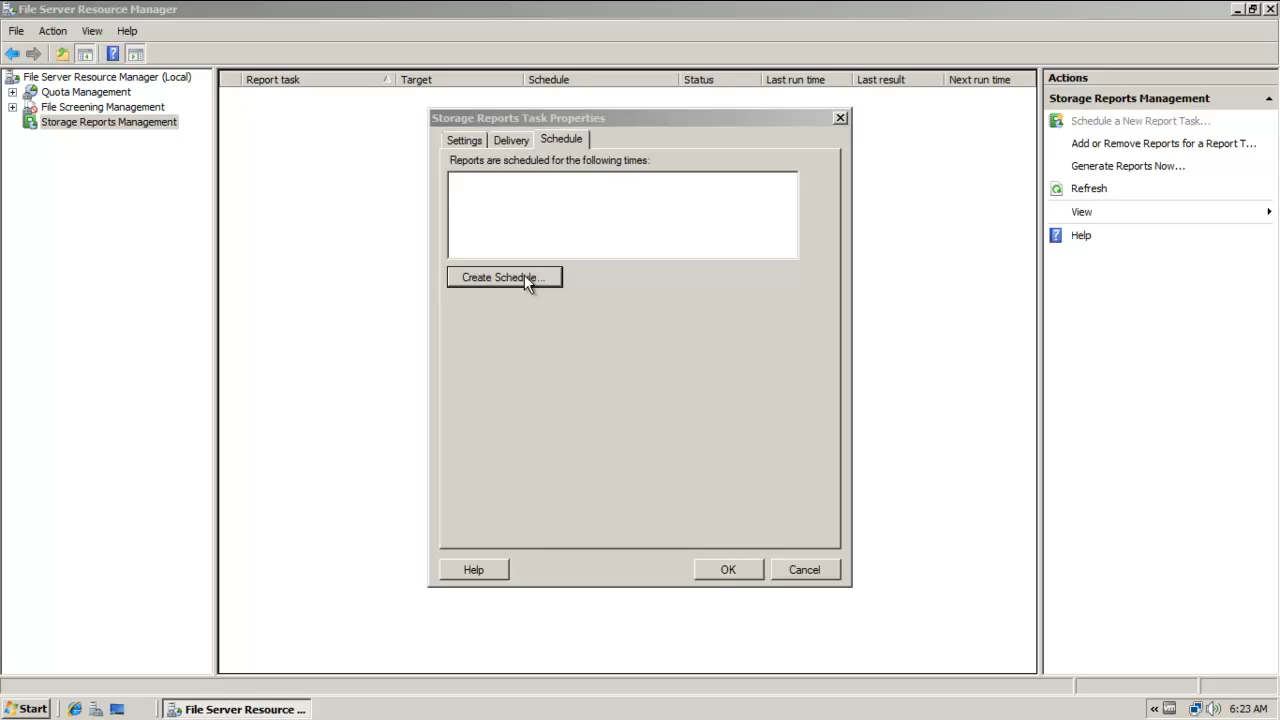 File Server Resource Manager
File Action View Help
File Server Resource Manager (Local)
Quota Management
File Screening Management
Storage Reports Management
Report task Target Schedule Status Last run time Last result Next run time
Storage Reports Task Properties
Settings Delivery Schedule
Reports are scheduled for the following times:
Create Schedule...
Help OK Cancel
Actions
Storage Reports Management
Schedule a New Report Task...
Add or Remove Reports for a Report T...
Generate Reports Now...
Refresh
View
Help
Start File Server Resource ... 6:23 AM